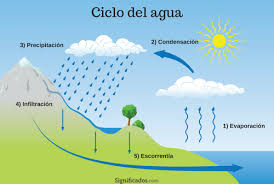 Ciclo del agua
3) Precipitación
2) Condensación
4) Infiltración
1) Evaporación
5) Escorrentía
Significados.com